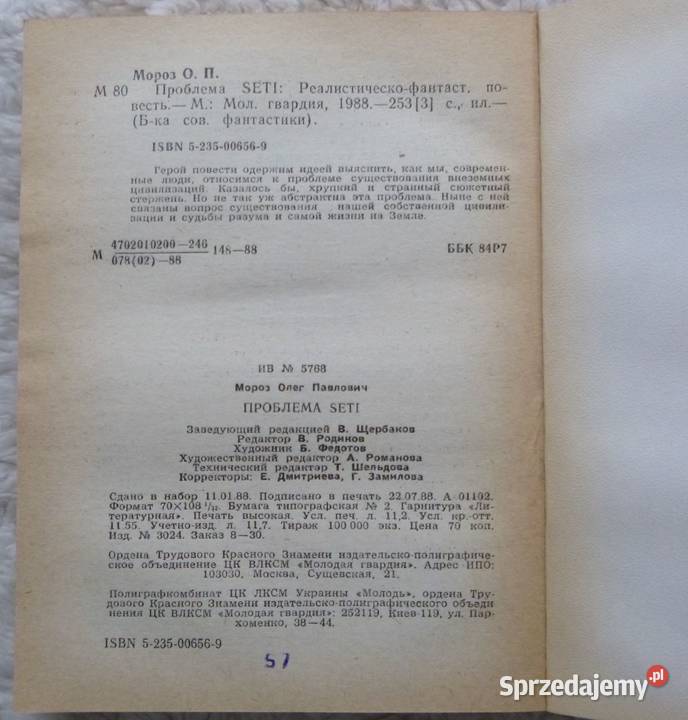 Мороз О. П.
М 80 Проблема SETI: Реалистическо-фантаст. по-
весть.— М.: Мол. гвардия, 1988.—253[3] с., ил.—
(Б-ка сов. фантастики).
ISBN 5-235-00656-9
Герой повести одержим идеей выяснить, как мы, современ-
ные люди, относимся к проблеме существования внеземных
цивилизаций. Казалось бы, хрупкий и странный сюжетный
стержень. Но не так уж абстрактна эта проблема. Ныне с ней
связаны вопрос существования нашей собственной цивили-
зации и судьбы разума и самой жизни на Земле.
М 4702010200—246 148—88 ББК 84Р7
078(02)—88
ИБ № 5768
Мороз Олег Павлович
ПРОБЛЕМА SETI
Заведующий редакцией В. Щербаков
Редактор В. Родиков
Художник Б. Федотов
Художественный редактор А. Романова
Технический редактор Т. Шельдова
Корректоры: Е. Дмитриева, Г. Замилова
Сдано в набор 11.01.88. Подписано в печать 22.07.88. А 01102.
Формат 70×108 1/32. Бумага типографская № 2. Гарнитура «Ли-
тературная». Печать высокая. Усл. печ. л. 11,2. Усл. кр.-отт.
11.55. Учетно-изд. л. 11,7. Тираж 100 000 экз. Цена 70 коп.
Изд. № 3024. Заказ 8—30.
Ордена Трудового Красного Знамени издательско-полиграфиче-
ское объединение ЦК ВЛКСМ «Молодая гвардия». Адрес ИПО:
103030, Москва, Сущевская, 21.
Полиграфкомбинат ЦК ЛКСМ Украины «Молодь», ордена Тру-
дового Красного Знамени издательско-полиграфического объеди
нения ЦК ВЛКСМ «Молодая гвардия»: 252119, Киев-119, ул. Пар-
хоменко, 38—44.
ISBN 5-235-00656-9
57
Sprzedajemy.pl